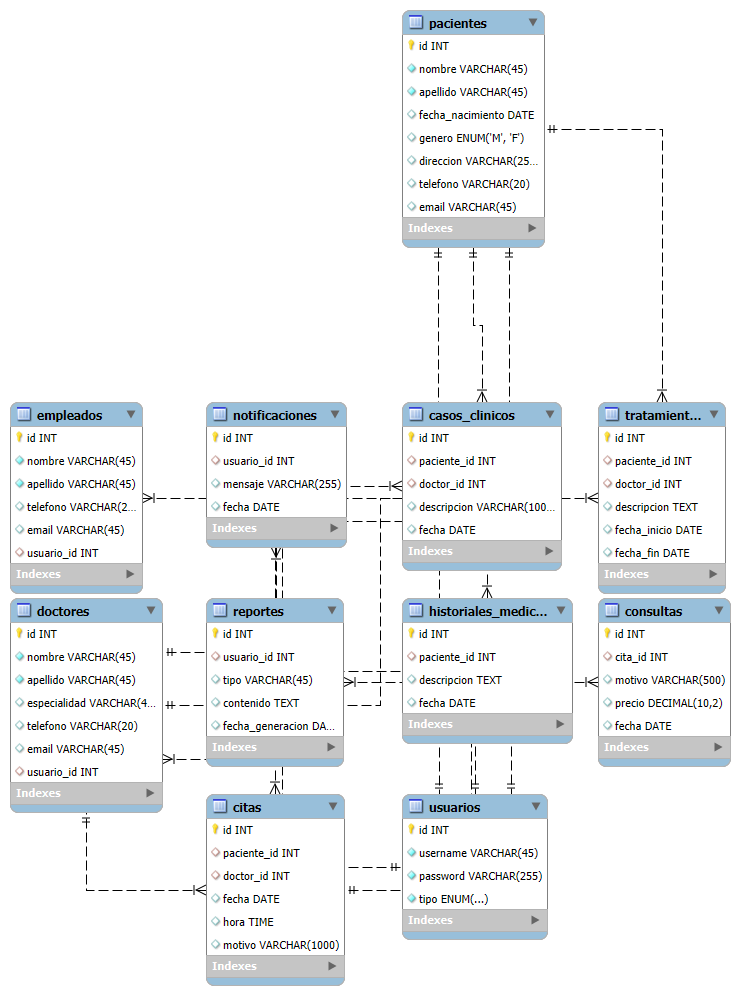 pacientes
id INT
nombre VARCHAR(45)
apellido VARCHAR(45)
fecha_nacimiento DATE
genero ENUM('M', 'F')
direccion VARCHAR(25...
telefono VARCHAR(20)
email VARCHAR(45)
Indexes
empleados
id INT
nombre VARCHAR(45)
apellido VARCHAR(45)
telefono VARCHAR(2...
email VARCHAR(45)
usuario_id INT
Indexes
notificaciones
id INT
usuario_id INT
mensaje VARCHAR(255)
fecha DATE
Indexes
casos_clinicos
id INT
paciente_id INT
doctor_id INT
descripcion VARCHAR(100...
fecha DATE
Indexes
tratamient...
id INT
paciente_id INT
doctor_id INT
descripcion TEXT
fecha_inicio DATE
fecha_fin DATE
Indexes
doctores
id INT
nombre VARCHAR(45)
apellido VARCHAR(45)
especialidad VARCHAR(4...
telefono VARCHAR(20)
email VARCHAR(45)
usuario_id INT
Indexes
reportes
id INT
usuario_id INT
tipo VARCHAR(45)
contenido TEXT
fecha_generacion DA...
Indexes
historiales_medic...
id INT
paciente_id INT
descripcion TEXT
fecha DATE
Indexes
consultas
id INT
cita_id INT
motivo VARCHAR(500)
precio DECIMAL(10,2)
fecha DATE
Indexes
citas
id INT
paciente_id INT
doctor_id INT
fecha DATE
hora TIME
motivo VARCHAR(1000)
Indexes
usuarios
id INT
username VARCHAR(45)
password VARCHAR(255)
tipo ENUM(...)
Indexes